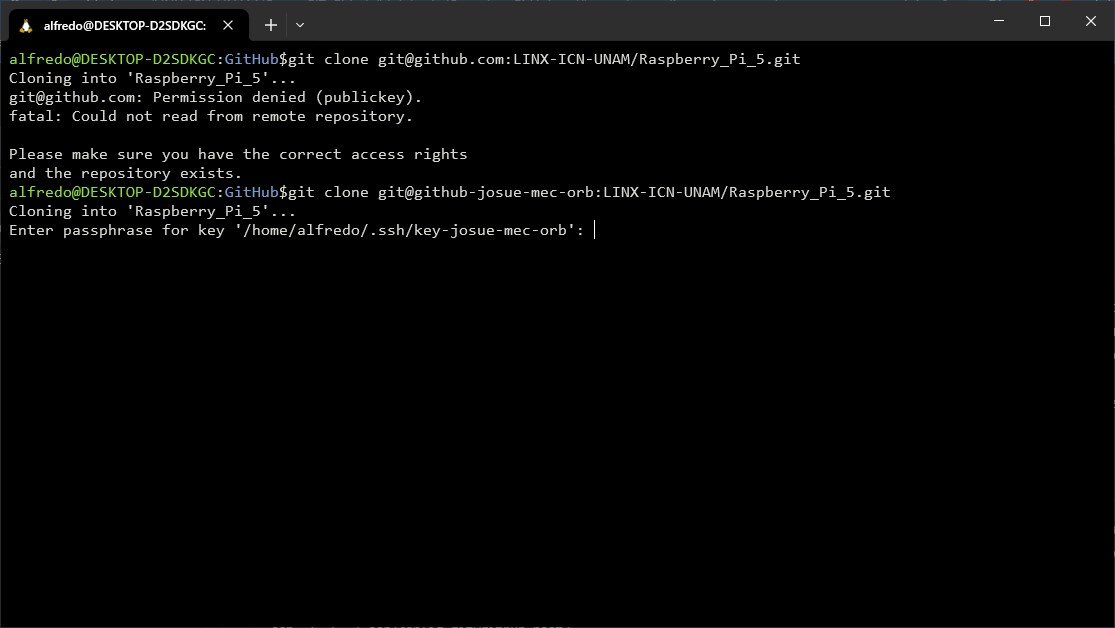 alfredo@DESKTOP-D2SDKGC:
alfredo@DESKTOP-D2SDKGC:GitHub$git clone git@github.com:LINX-ICN-UNAM/Raspberry_Pi_5.git
Cloning into 'Raspberry_Pi_5'...
git@github.com: Permission denied (publickey).
fatal: Could not read from remote repository.
Please make sure you have the correct access rights
and the repository exists.
alfredo@DESKTOP-D2SDKGC:GitHub$git clone git@github-josue-mec-orb:LINX-ICN-UNAM/Raspberry_Pi_5.git
Cloning into 'Raspberry_Pi_5'...
Enter passphrase for key '/home/alfredo/.ssh/key-josue-mec-orb':